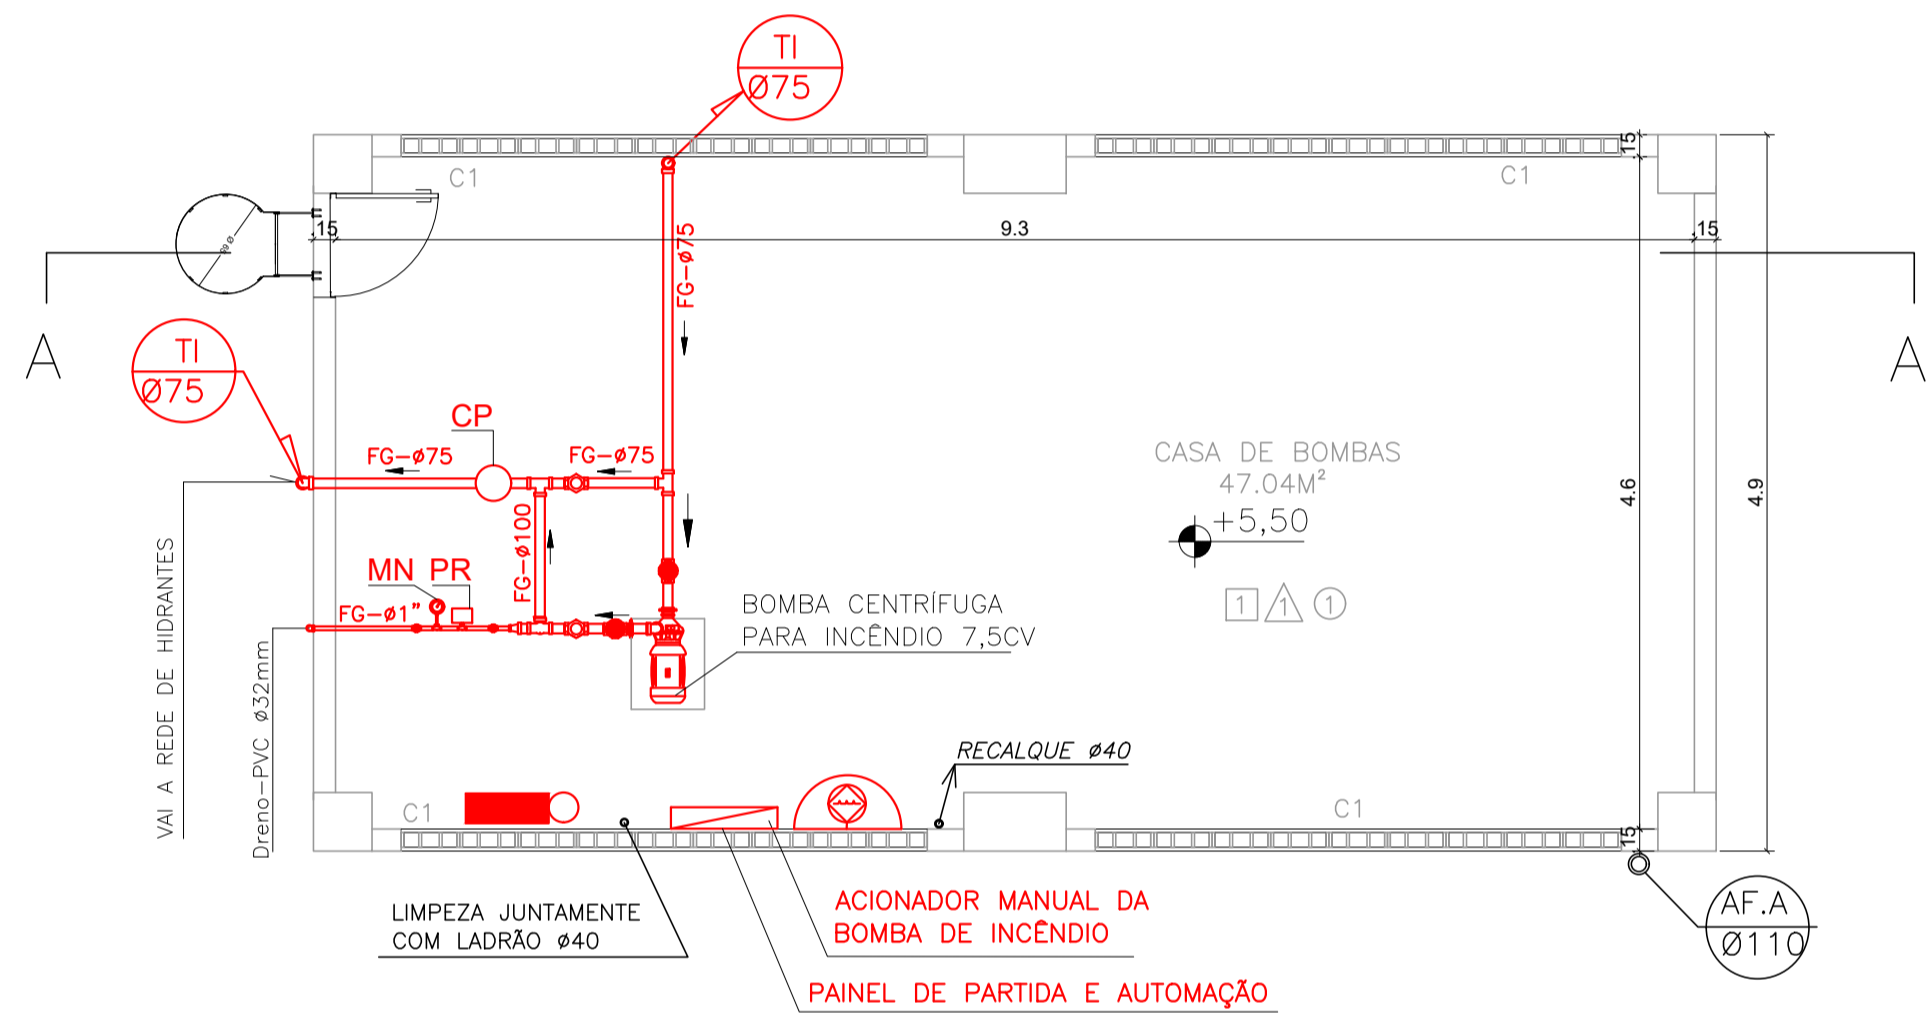 TI
Ø75
C1
C1
15
.15
9.3
.15
Ø 65
FG-ø75
A
A
TI
Ø75
CP
FG-ø75
FG-ø75
CASA DE BOMBAS
47.04M²
+5,50
4.6
4.9
FG-ø100
VAI A REDE DE HIDRANTES
MN PR
FG-ø1”
1
1
1
BOMBA CENTRÍFUGA
PARA INCÊNDIO 7,5CV
Dreno-PVC ø32mm
RECALQUE ø40
C1
C1
15
LIMPEZA JUNTAMENTE
COM LADRÃO ø40
ACIONADOR MANUAL DA
BOMBA DE INCÊNDIO
AF.A
Ø110
PAINEL DE PARTIDA E AUTOMAÇÃO